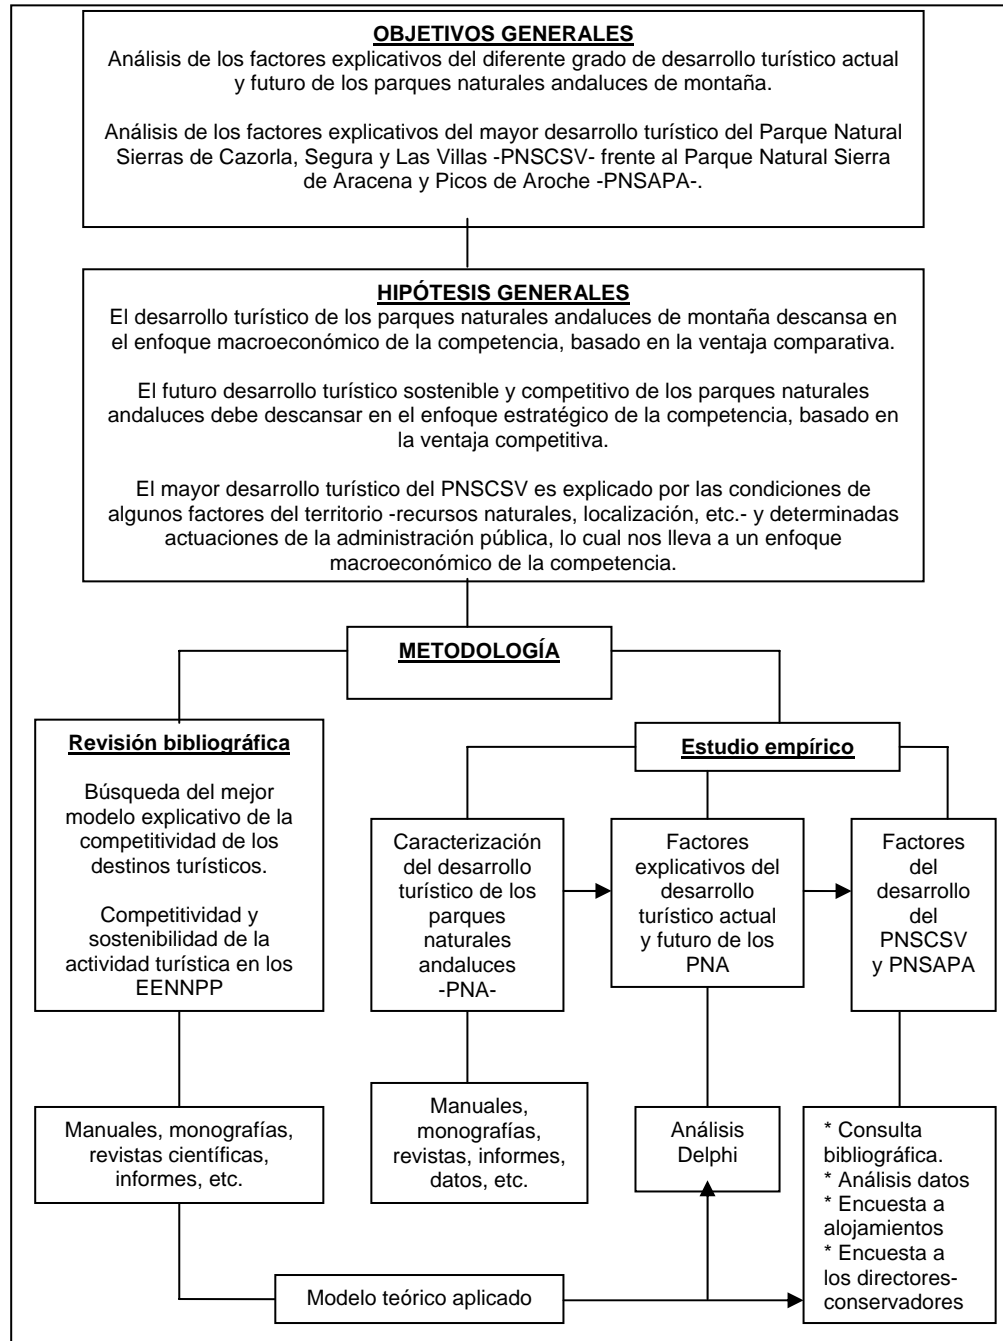 OBJETIVOS GENERALES
Análisis de los factores explicativos del diferente grado de desarrollo turístico actual
y futuro de los parques naturales andaluces de montaña.
Análisis de los factores explicativos del mayor desarrollo turístico del Parque Natural
Sierras de Cazorla, Segura y Las Villas -PNSCSV- frente al Parque Natural Sierra
de Aracena y Picos de Aroche -PNSAPA-.
HIPÓTESIS GENERALES
El desarrollo turístico de los parques naturales andaluces de montaña descansa en
el enfoque macroeconómico de la competencia, basado en la ventaja comparativa.
El futuro desarrollo turístico sostenible y competitivo de los parques naturales
andaluces debe descansar en el enfoque estratégico de la competencia, basado en
la ventaja competitiva.
El mayor desarrollo turístico del PNSCSV es explicado por las condiciones de
algunos factores del territorio -recursos naturales, localización, etc.- y determinadas
actuaciones de la administración pública, lo cual nos lleva a un enfoque
macroeconómico de la competencia.
METODOLOGÍA
Revisión bibliográfica
Búsqueda del mejor
modelo explicativo de la
competitividad de los
destinos turísticos.
Competitividad y
sostenibilidad de la
actividad turística en los
EENNPP
Estudio empírico
Caracterización
del desarrollo
turístico de los
parques
naturales
andaluces
-PNA-
Factores
explicativos del
desarrollo
turístico actual
y futuro de los
PNA
Factores
del
desarrollo
del
PNSCSV
y PNSAPA
Manuales, monografías,
revistas científicas,
informes, etc.
Manuales,
monografías,
revistas, informes,
datos, etc.
Análisis
Delphi
* Consulta
bibliográfica.
* Análisis datos
* Encuesta a
alojamientos
* Encuesta a
los directores-
conservadores
Modelo teórico aplicado